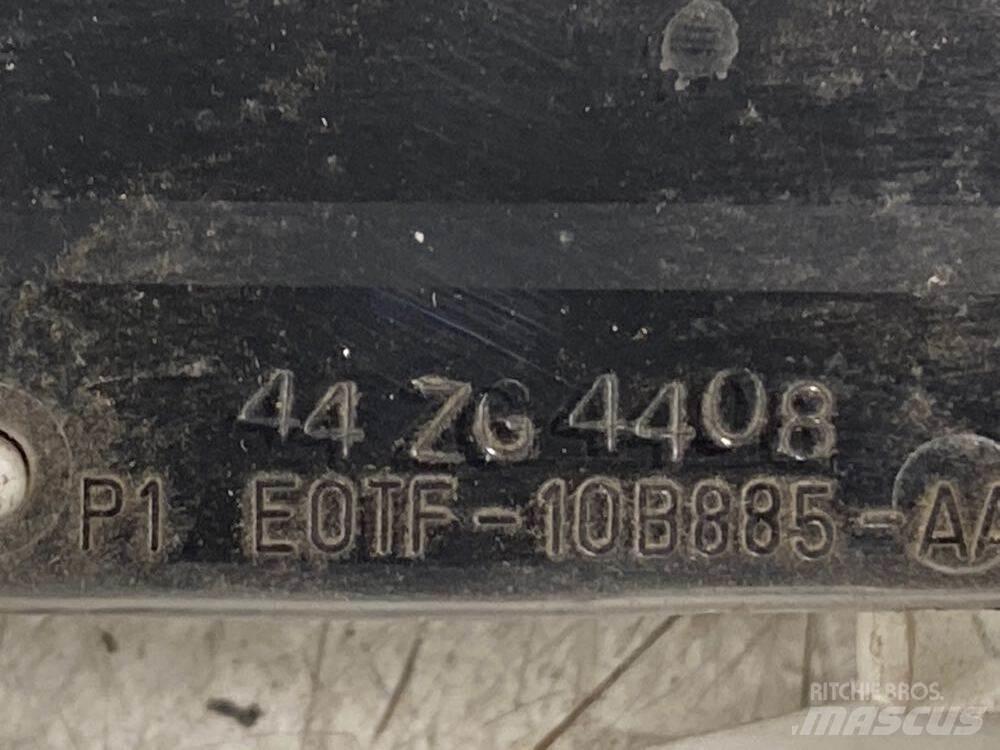 44 ZG 4408
P1 E0TF-10B885-AA
RITCHIE BROS.
MASCUS